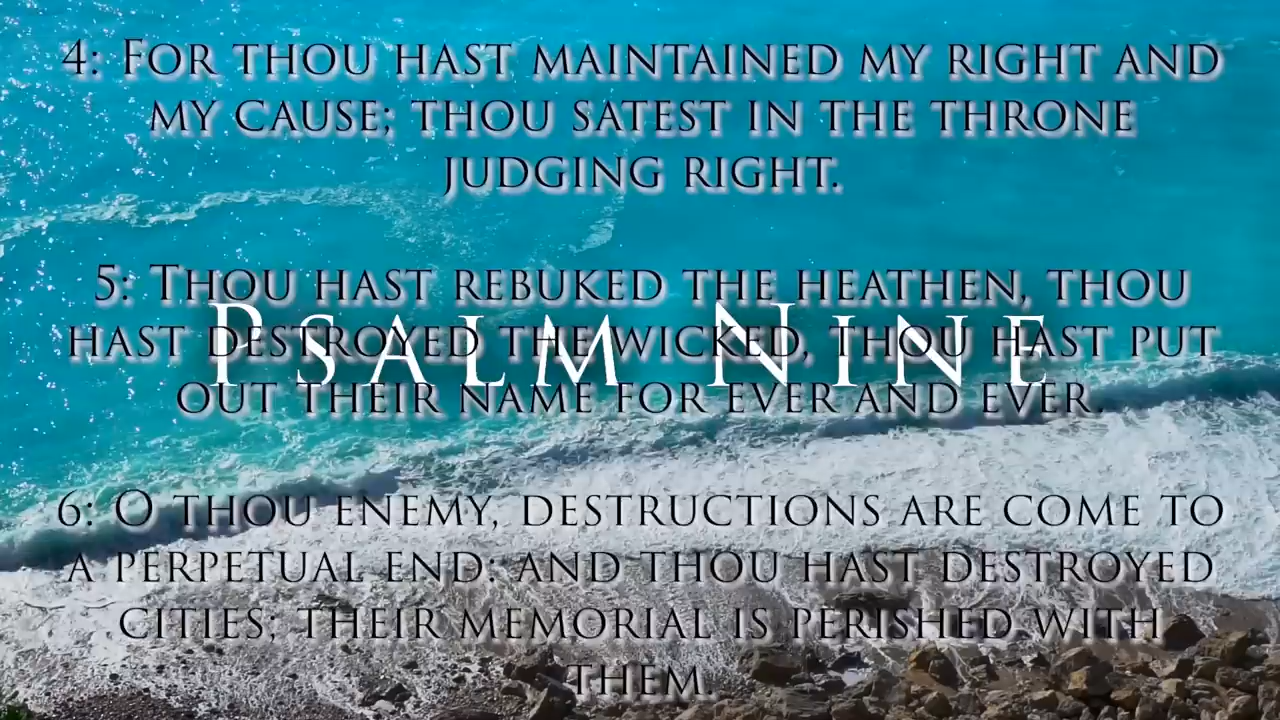 4: For thou hast maintained my right and
my cause; thou satest in the throne
judging right.
5: Thou hast rebuked the heathen, thou
Psalm Nine
hast destroyed the wicked, thou hast put
out their name for ever and ever.
6: O thou enemy, destructions are come to
a perpetual end: and thou hast destroyed
cities; their memorial is perished with
them.